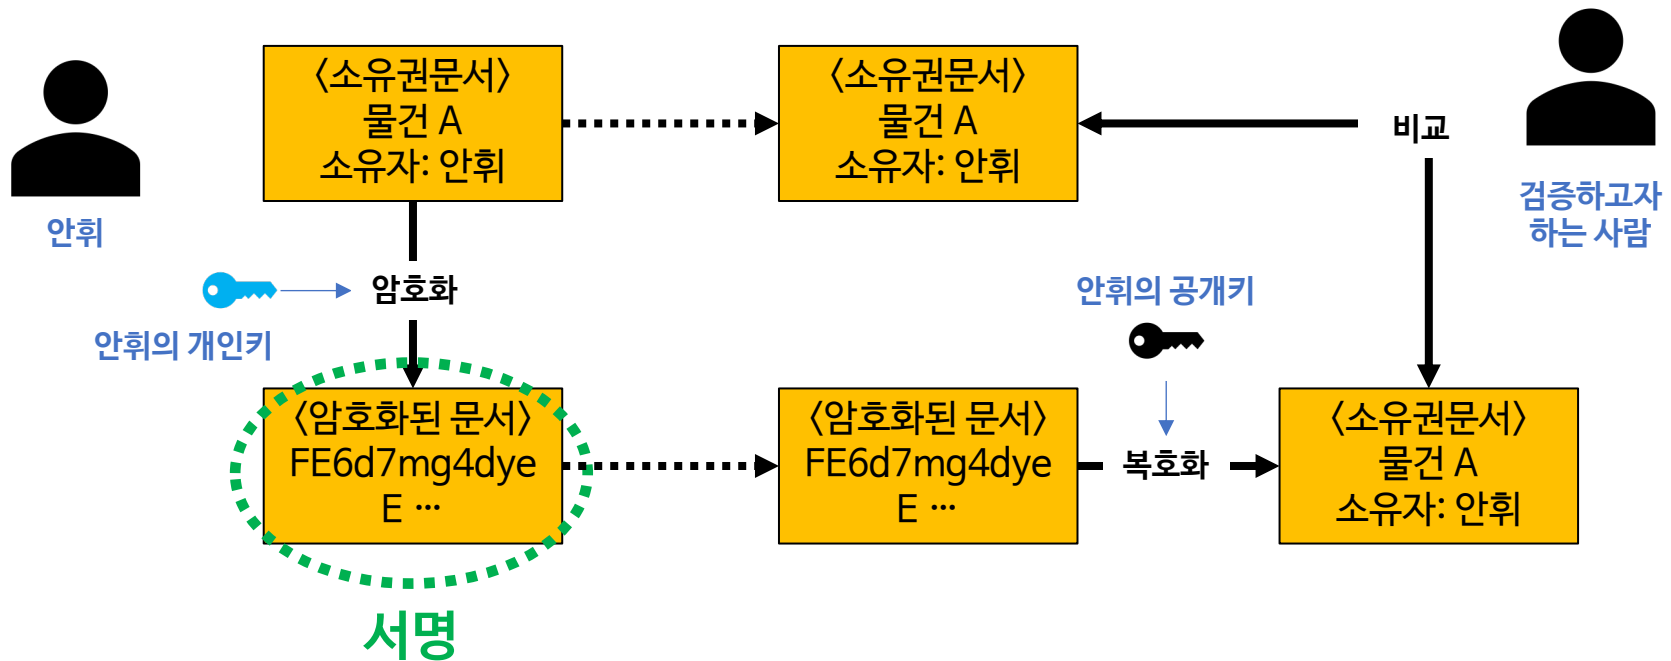 안휘
<소유권문서>
물건 A
소유자: 안휘
<소유권문서>
물건 A
소유자: 안휘
비교
검증하고자
하는 사람
안휘의 개인키
암호화
안휘의 공개키
<암호화된 문서>
FE6d7mg4dye
E ⋯
서명
<암호화된 문서>
FE6d7mg4dye
E ⋯
복호화
<소유권문서>
물건 A
소유자: 안휘